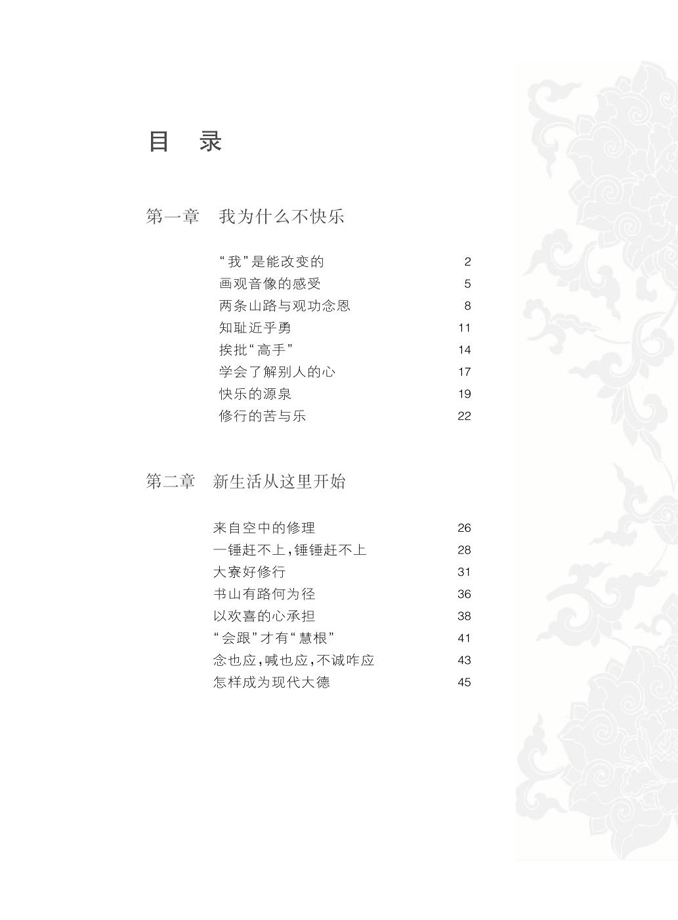 目 录
第一章 我为什么不快乐
“我”是能改变的 2
画观音像的感受 5
两条山路与观功念恩 8
知耻近乎勇 11
挨批“高手” 14
学会了解别人的心 17
快乐的源泉 19
修行的苦与乐 22
第二章 新生活从这里开始
来自空中的修理 26
一锤赶不上,锤锤赶不上 28
大寮好修行 31
书山有路何为径 36
以欢喜的心承担 38
“会跟”才有“慧根” 41
念也应,喊也应,不诚咋应 43
怎样成为现代大德 45